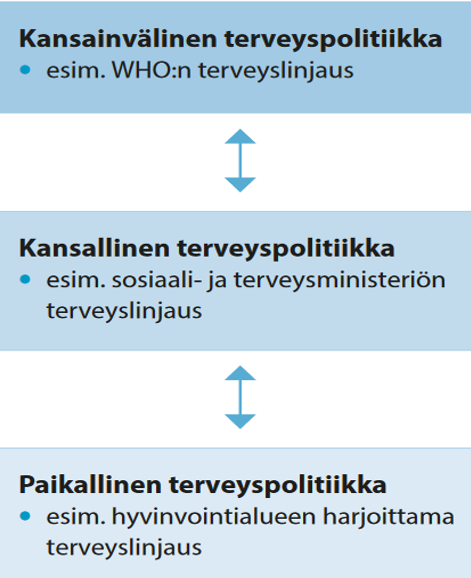 Kansainvälinen terveyspolitiikka
• esim. WHO:n terveyslinjaus
Kansallinen terveyspolitiikka
• esim. sosiaali- ja terveysministeriön
terveyslinjaus
Paikallinen terveyspolitiikka
• esim. hyvinvointialueen harjoittama
terveyslinjaus